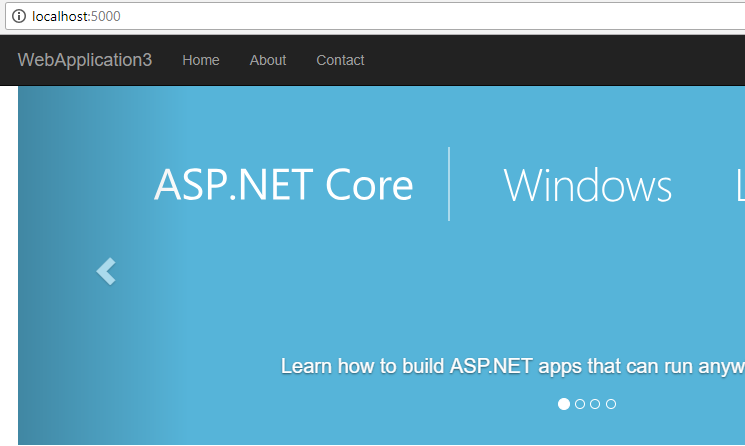 localhost:5000
WebApplication3 Home About Contact
ASP.NET Core Windows
Learn how to build ASP.NET apps that can run